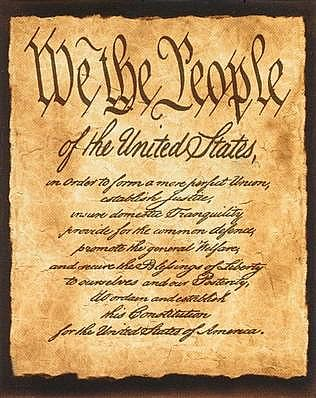 We the People
of the United States,
in Order to form a more perfect Union,
establish Justice,
insure domestic Tranquility
provide for the common defence,
promote the general Welfare,
and secure the Blessings of Liberty
to ourselves and our Posterity,
do ordain and establish
this Constitution
for the United States of America.